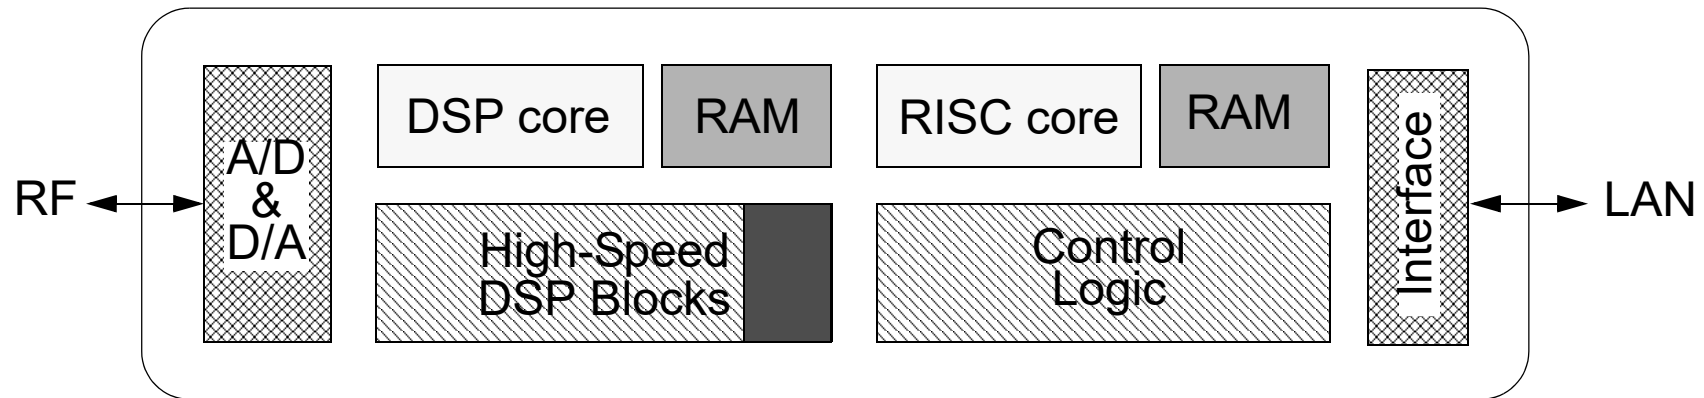 RF
A/D
&
D/A
DSP core
RAM
High-Speed
DSP Blocks
RISC core
RAM
Control
Logic
Interface
LAN